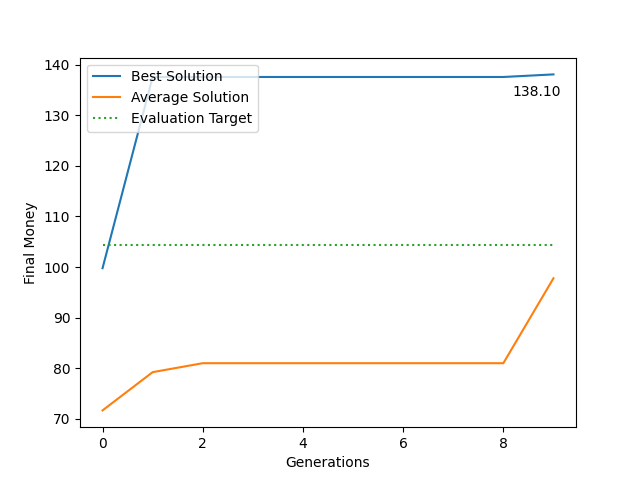 Best Solution
Average Solution
Evaluation Target
138.10
140
130
120
110
100
90
80
70
Final Money
0 2 4 6 8
Generations